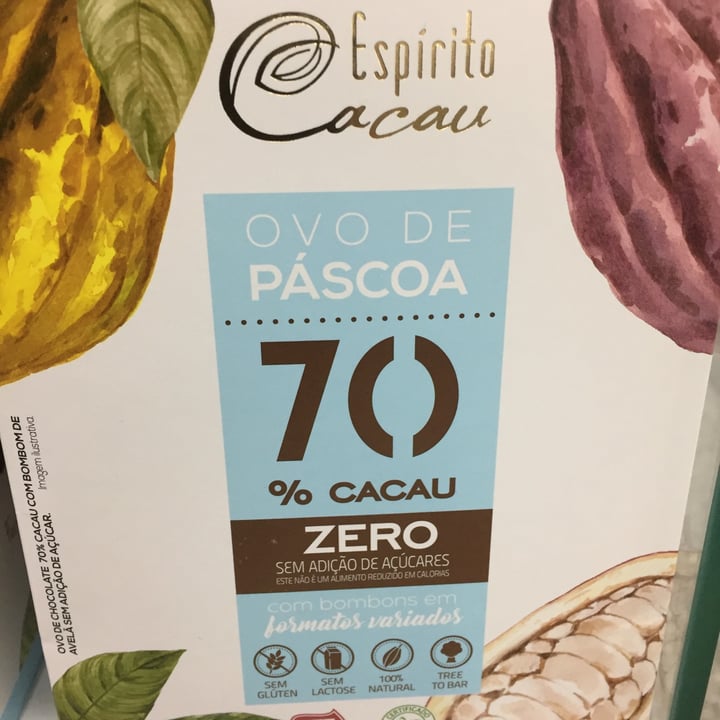 Espírito
Cacau
OVO DE
PÁSCOA
70
% CACAU
ZERO
SEM ADIÇÃO DE AÇÚCARES
ESTE NÃO É UM ALIMENTO REDUZIDO EM CALORIAS
com bombons em
formatos variados
SEM
GLÚTEN
SEM
LACTOSE
100%
NATURAL
TREE
TO BAR
CERTIFICADO
OVO DE CHOCOLATE 70% CACAU COM BOMBOM DE
AVELÃ SEM ADIÇÃO DE AÇÚCAR.
Imagem ilustrativa.